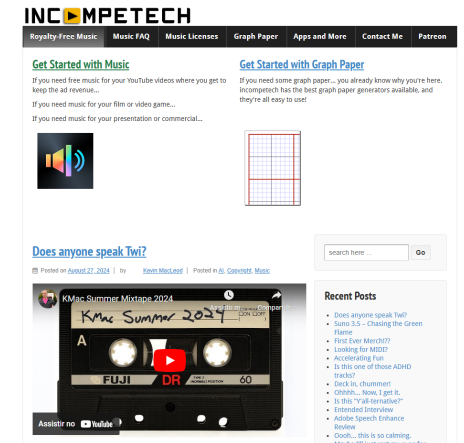 INCOMPETECH
Royalty-Free Music Music FAQ Music Licenses Graph Paper Apps and More Contact Me Patreon
Get Started with Music
If you need free music for your YouTube videos where you get to
keep the ad revenue...
If you need music for your film or video game...
If you need music for your presentation or commercial...
Get Started with Graph Paper
If you need some graph paper... you already know why you're here.
incompetech has the best graph paper generators available, and
they're all easy to use!
Does anyone speak Twi?
Posted on August 27, 2024 | by Kevin MacLeod | Posted in AI, Copyright, Music
KMac Summer Mixtape 2024
KMac Summer 2024
A
FUJI DR 60
Assistir no YouTube
search here ... Go
Recent Posts
Does anyone speak Twi?
Suno 3.5 – Chasing the Green
Flame
First Ever Merch!??
Looking for MIDI?
Accelerating Fun
Is this one of those ADHD
tracks?
Deck in, chummer!
Ohhhh... Now, I get it.
Is this "Y'all-ternative?"
Entended Interview
Adobe Speech Enhance
Review
Oooh... this is so cursed.